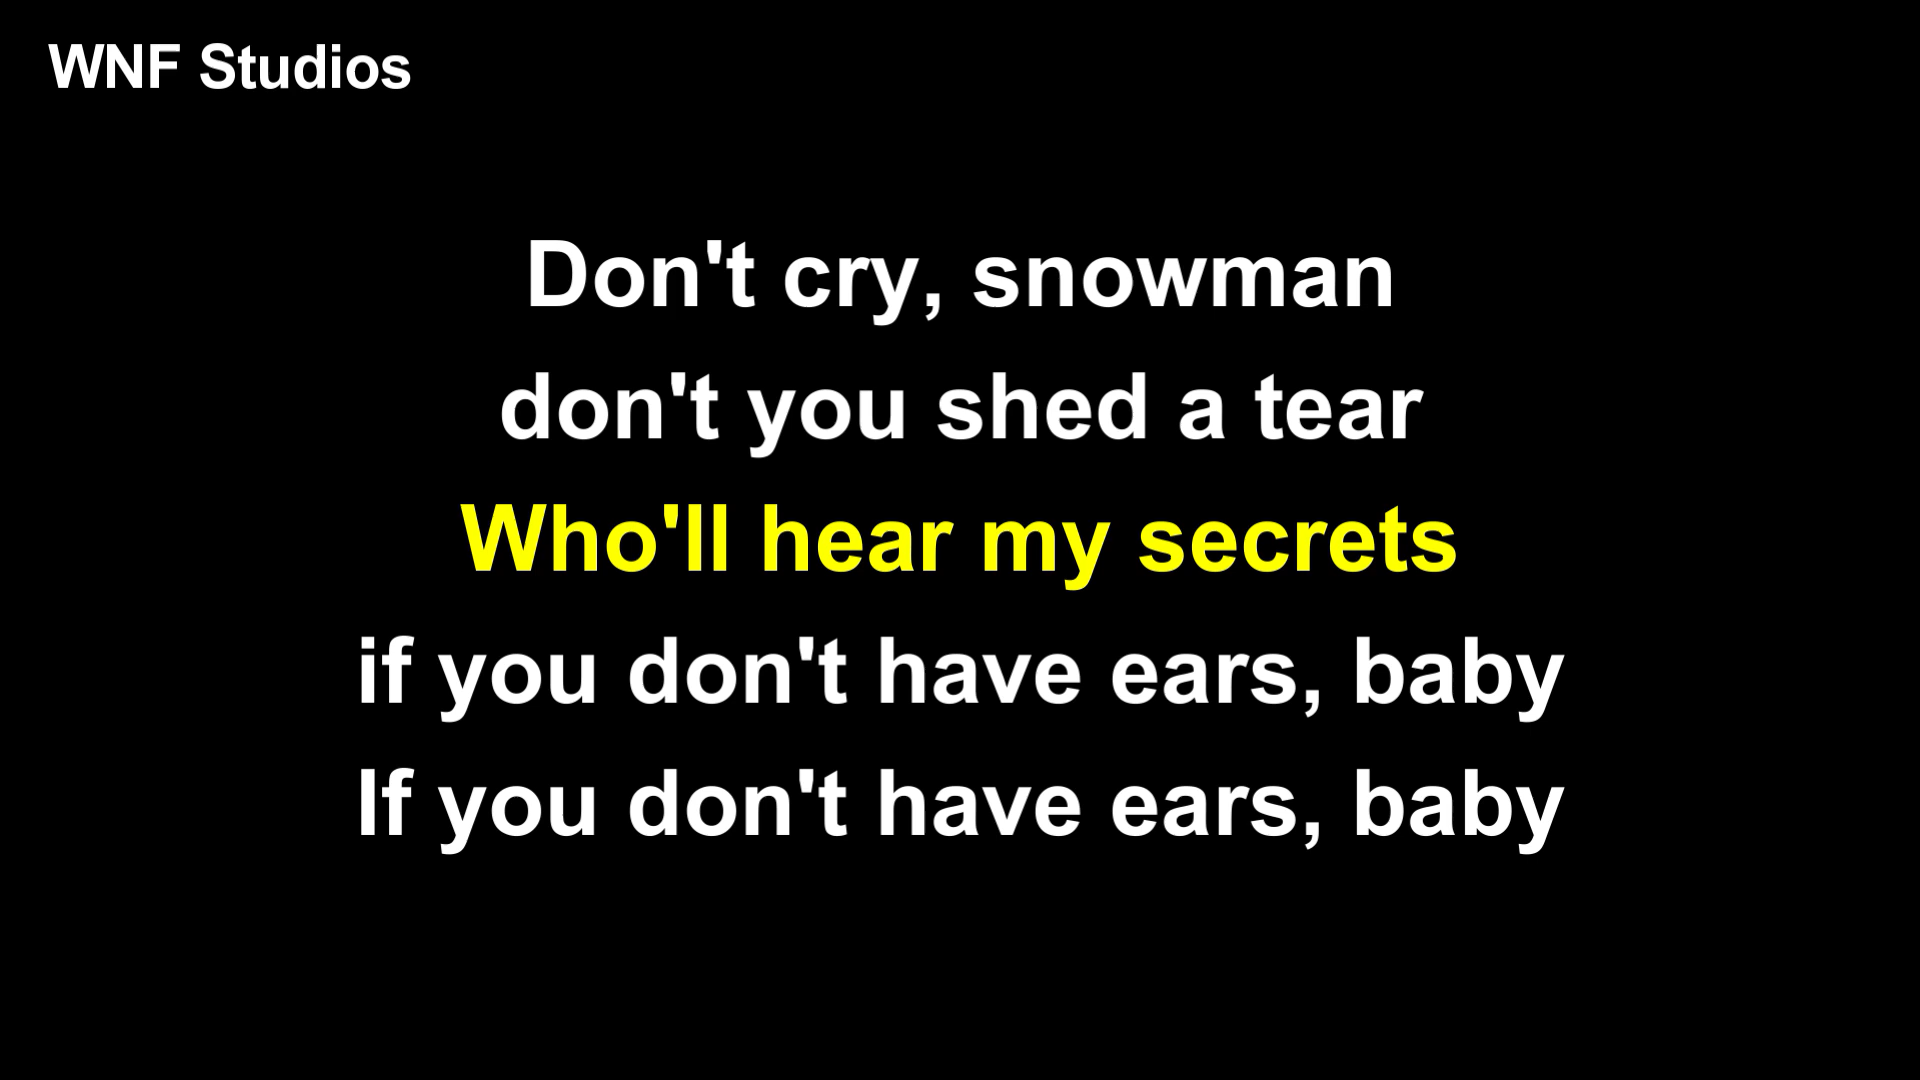 WNF Studios
Don't cry, snowman
don't you shed a tear
Who'll hear my secrets
if you don't have ears, baby
If you don't have ears, baby